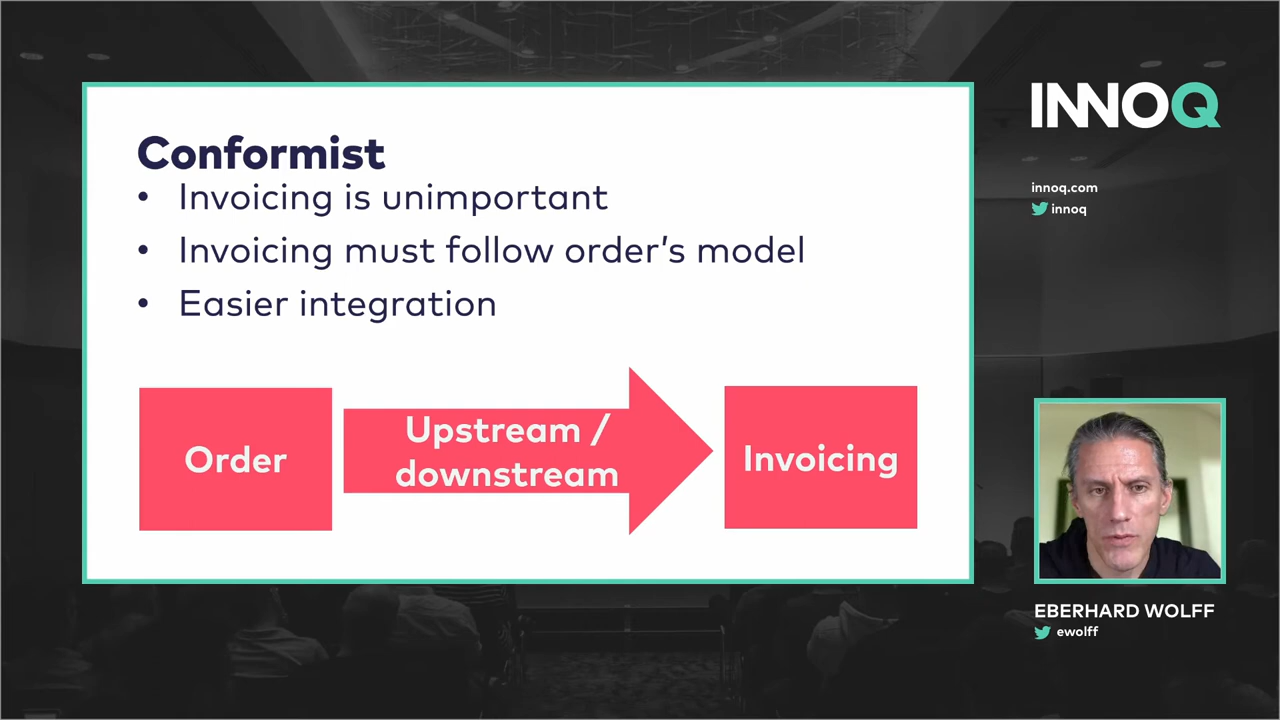 Conformist
• Invoicing is unimportant
• Invoicing must follow order's model
• Easier integration
Order
Upstream /
downstream
Invoicing
INNOQ
innoq.com
innoq
EBERHARD WOLFF
ewolff